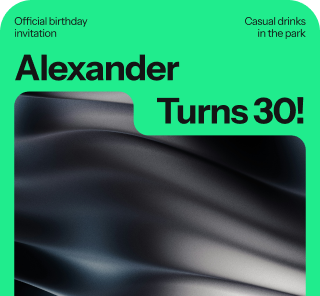 Official birthday
invitation
Casual drinks
in the park
Alexander
Turns 30!